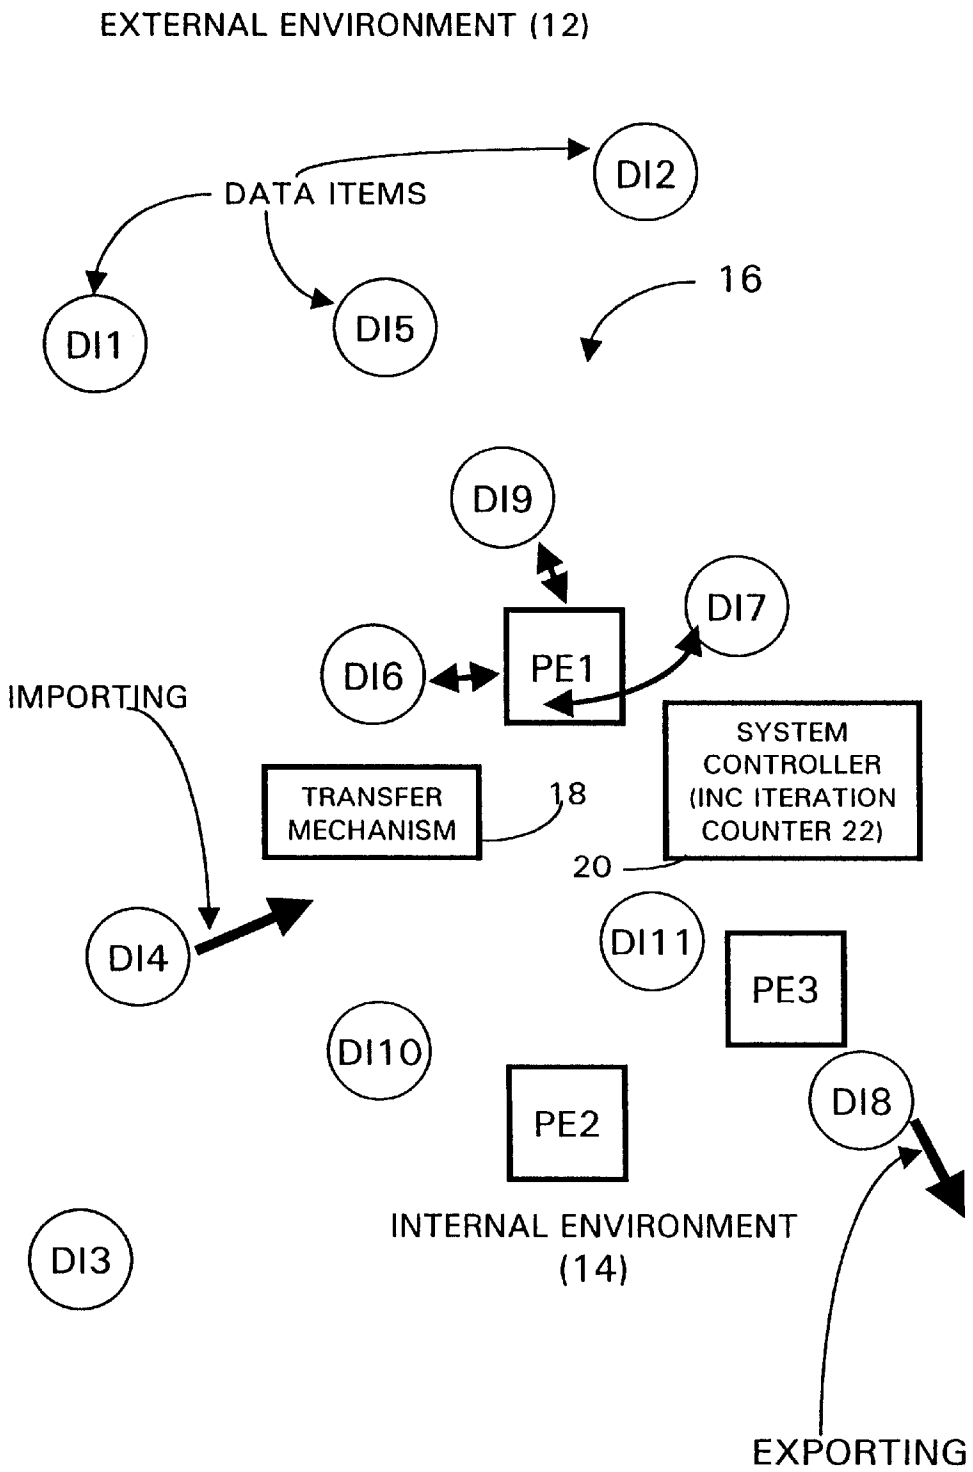 EXTERNAL ENVIRONMENT (12)
DI2
DATA ITEMS
16
DI1
DI5
DI9
DI7
DI6
PE1
IMPORTING
SYSTEM
CONTROLLER
(INC ITERATION
COUNTER 22)
TRANSFER
MECHANISM
18
20
DI11
DI4
PE3
DI10
DI8
PE2
INTERNAL ENVIRONMENT
(14)
DI3
EXPORTING